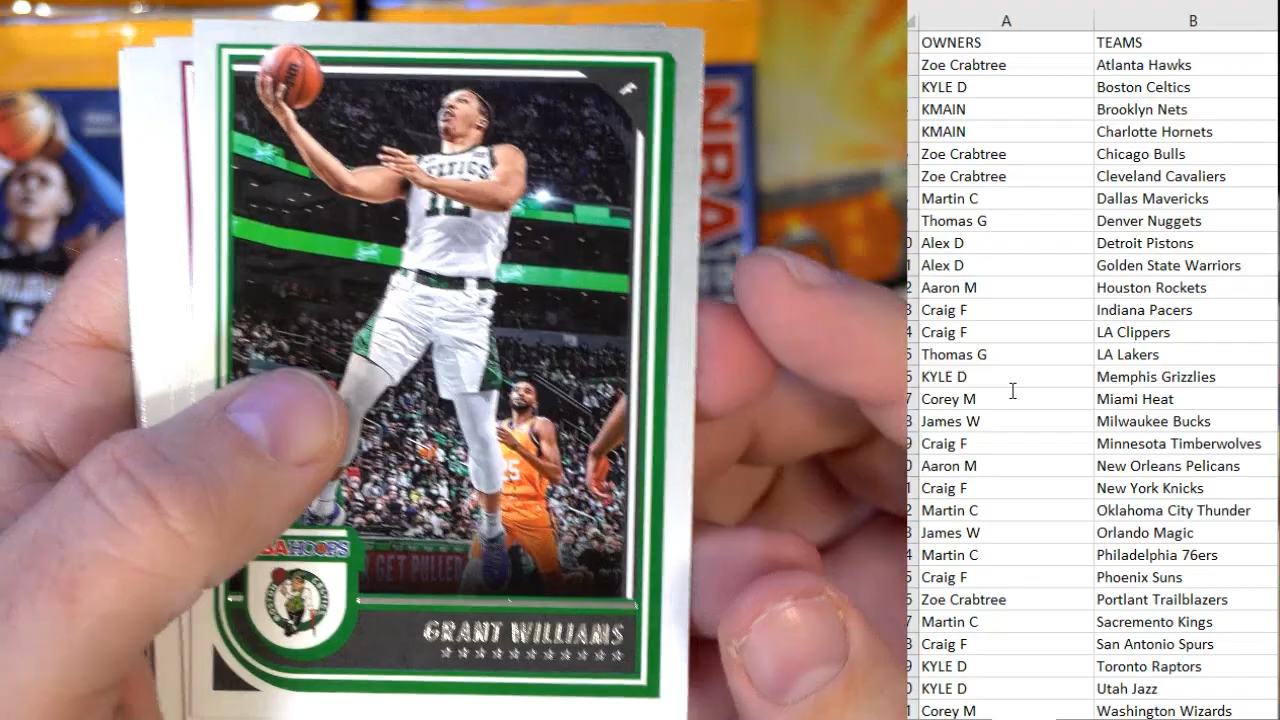 F
CELTICS
12
25
GET PULLED
NBA HOOPS
GRANT WILLIAMS
NBA
A B
OWNERS TEAMS
Zoe Crabtree Atlanta Hawks
KYLE D Boston Celtics
KMAIN Brooklyn Nets
KMAIN Charlotte Hornets
Zoe Crabtree Chicago Bulls
Zoe Crabtree Cleveland Cavaliers
Martin C Dallas Mavericks
Thomas G Denver Nuggets
Alex D Detroit Pistons
Alex D Golden State Warriors
Aaron M Houston Rockets
Craig F Indiana Pacers
Craig F LA Clippers
Thomas G LA Lakers
KYLE D Memphis Grizzlies
Corey M Miami Heat
James W Milwaukee Bucks
Craig F Minnesota Timberwolves
Aaron M New Orleans Pelicans
Craig F New York Knicks
Martin C Oklahoma City Thunder
James W Orlando Magic
Martin C Philadelphia 76ers
Craig F Phoenix Suns
Zoe Crabtree Portlant Trailblazers
Martin C Sacremento Kings
Craig F San Antonio Spurs
KYLE D Toronto Raptors
KYLE D Utah Jazz
Corey M Washington Wizards